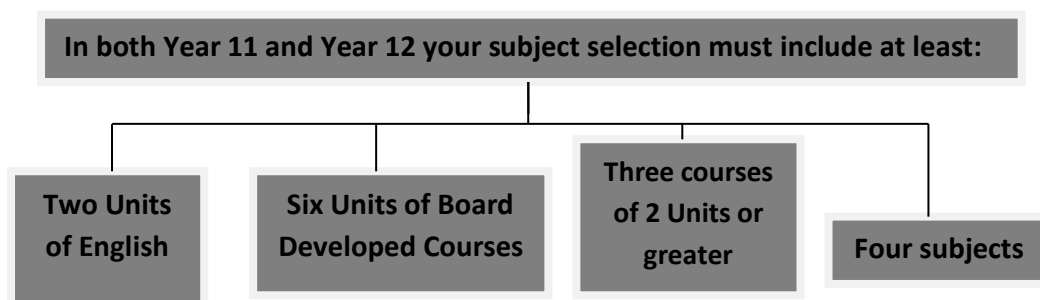 In both Year 11 and Year 12 your subject selection must include at least:
Two Units
of English
Six Units of Board
Developed Courses
Three courses
of 2 Units or
greater
Four subjects